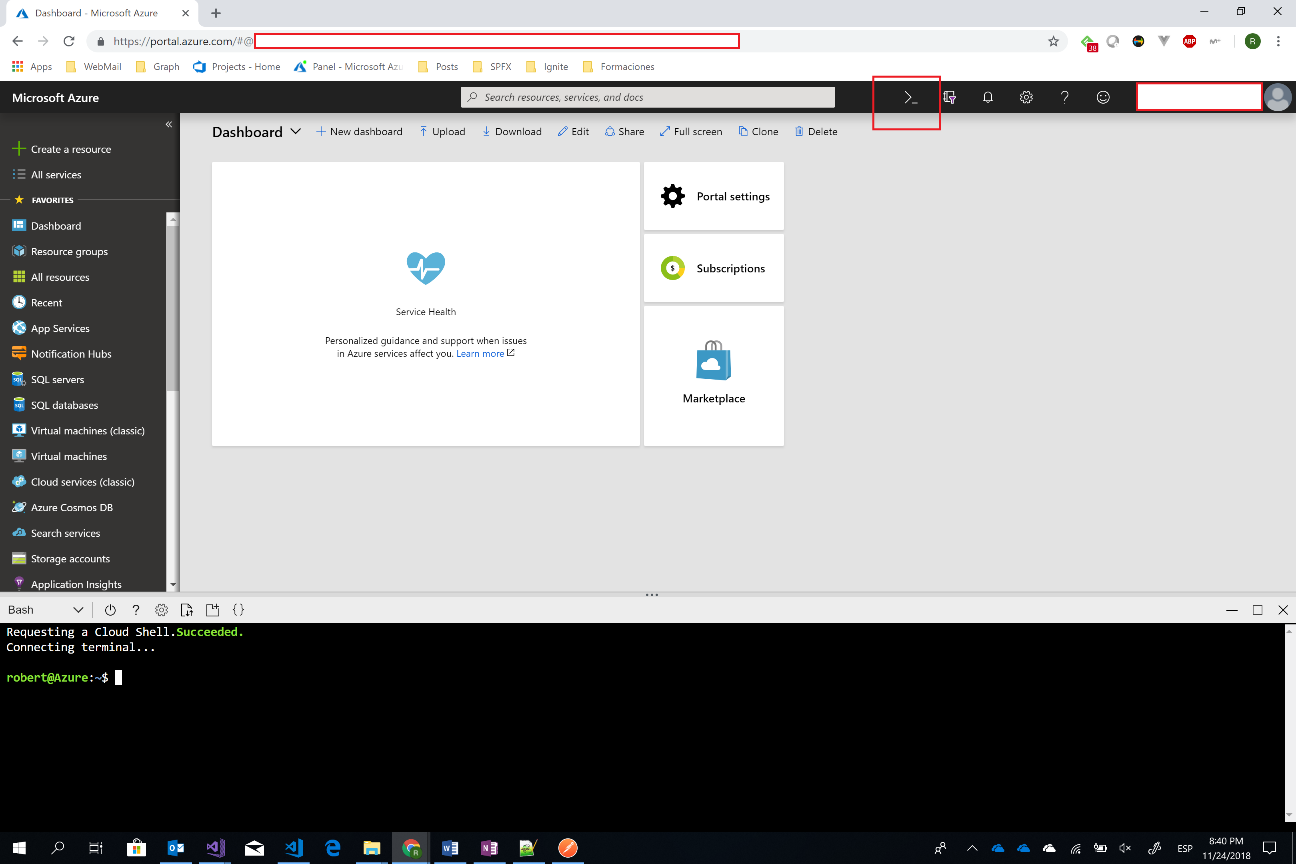 Dashboard - Microsoft Azure
https://portal.azure.com/#@
38
ABP
R
Apps WebMail Graph Projects - Home Panel - Microsoft Azu Posts SPFX Ignite Formaciones
Microsoft Azure
Search resources, services, and docs
Dashboard New dashboard Upload Download Edit Share Full screen Clone Delete
Create a resource
All services
FAVORITES
Dashboard
Resource groups
All resources
Recent
App Services
Notification Hubs
SQL servers
SQL databases
Virtual machines (classic)
Virtual machines
Cloud services (classic)
Azure Cosmos DB
Search services
Storage accounts
Application Insights
Service Health
Personalized guidance and support when issues
in Azure services affect you. Learn more
Portal settings
Subscriptions
Marketplace
Bash
Requesting a Cloud Shell.Succeeded.
Connecting terminal...
robert@Azure:~$
ESP
8:40 PM
11/24/2018